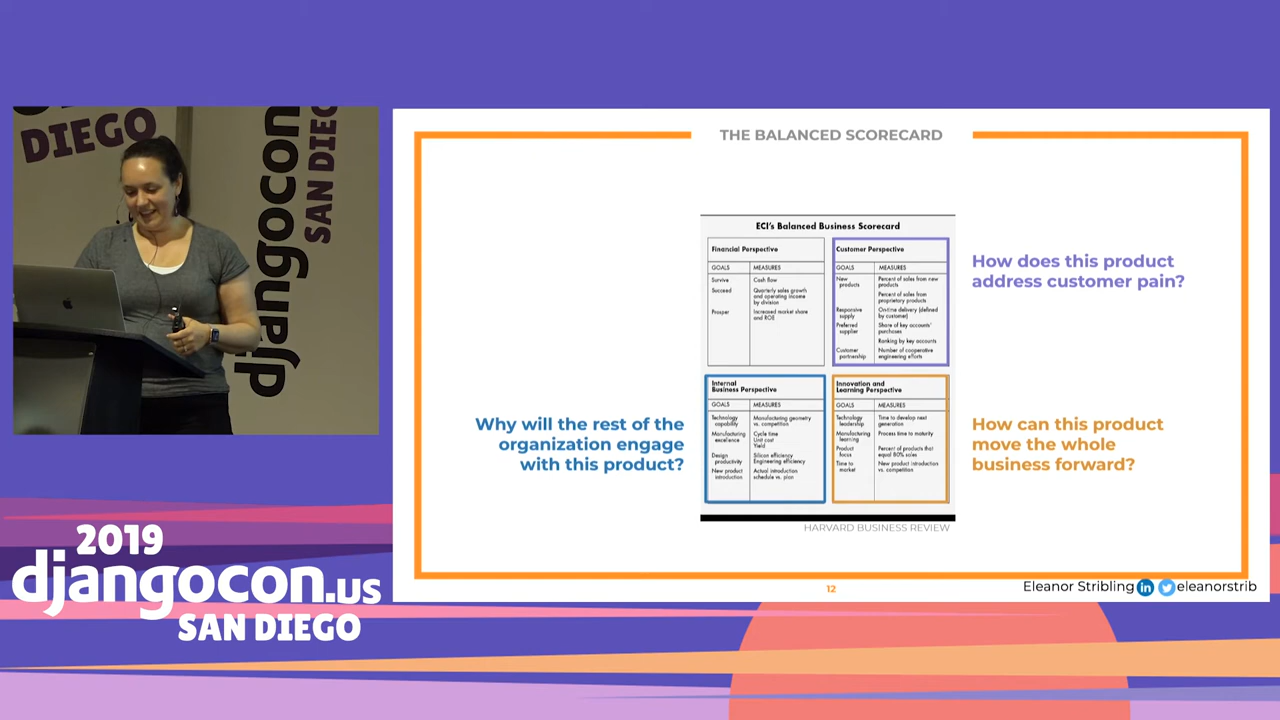 DIEGO
djangocon
SAN DIEGO
2019
djangocon.us
SAN DIEGO
THE BALANCED SCORECARD
ECI's Balanced Business Scorecard
Financial Perspective
GOALS MEASURES
Survive Cash flow
Succeed Quarterly sales growth
and operating income
by division
Prosper Increased market share
and ROE
Customer Perspective
GOALS MEASURES
New Percent of sales from new
products products
Percent of sales from
proprietary products
Responsive On-time delivery (defined
supply by customer)
Preferred Share of key accounts'
supplier purchases
Ranking by key accounts
Customer Number of cooperative
partnership engineering efforts
How does this product
address customer pain?
Why will the rest of the
organization engage
with this product?
Internal
Business Perspective
GOALS MEASURES
Technology Manufacturing geometry
capability vs. competition
Manufacturing Cycle time
excellence Unit cost
Yield
Design Silicon efficiency
productivity Engineering efficiency
New product Actual introduction
introduction schedule vs. plan
Innovation and
Learning Perspective
GOALS MEASURES
Technology Time to develop next
leadership generation
Manufacturing Process time to maturity
learning
Product Percent of products that
focus equal 80% sales
Time to New product introduction
market vs. competition
How can this product
move the whole
business forward?
HARVARD BUSINESS REVIEW
12
Eleanor Stribling in eleanorstrib